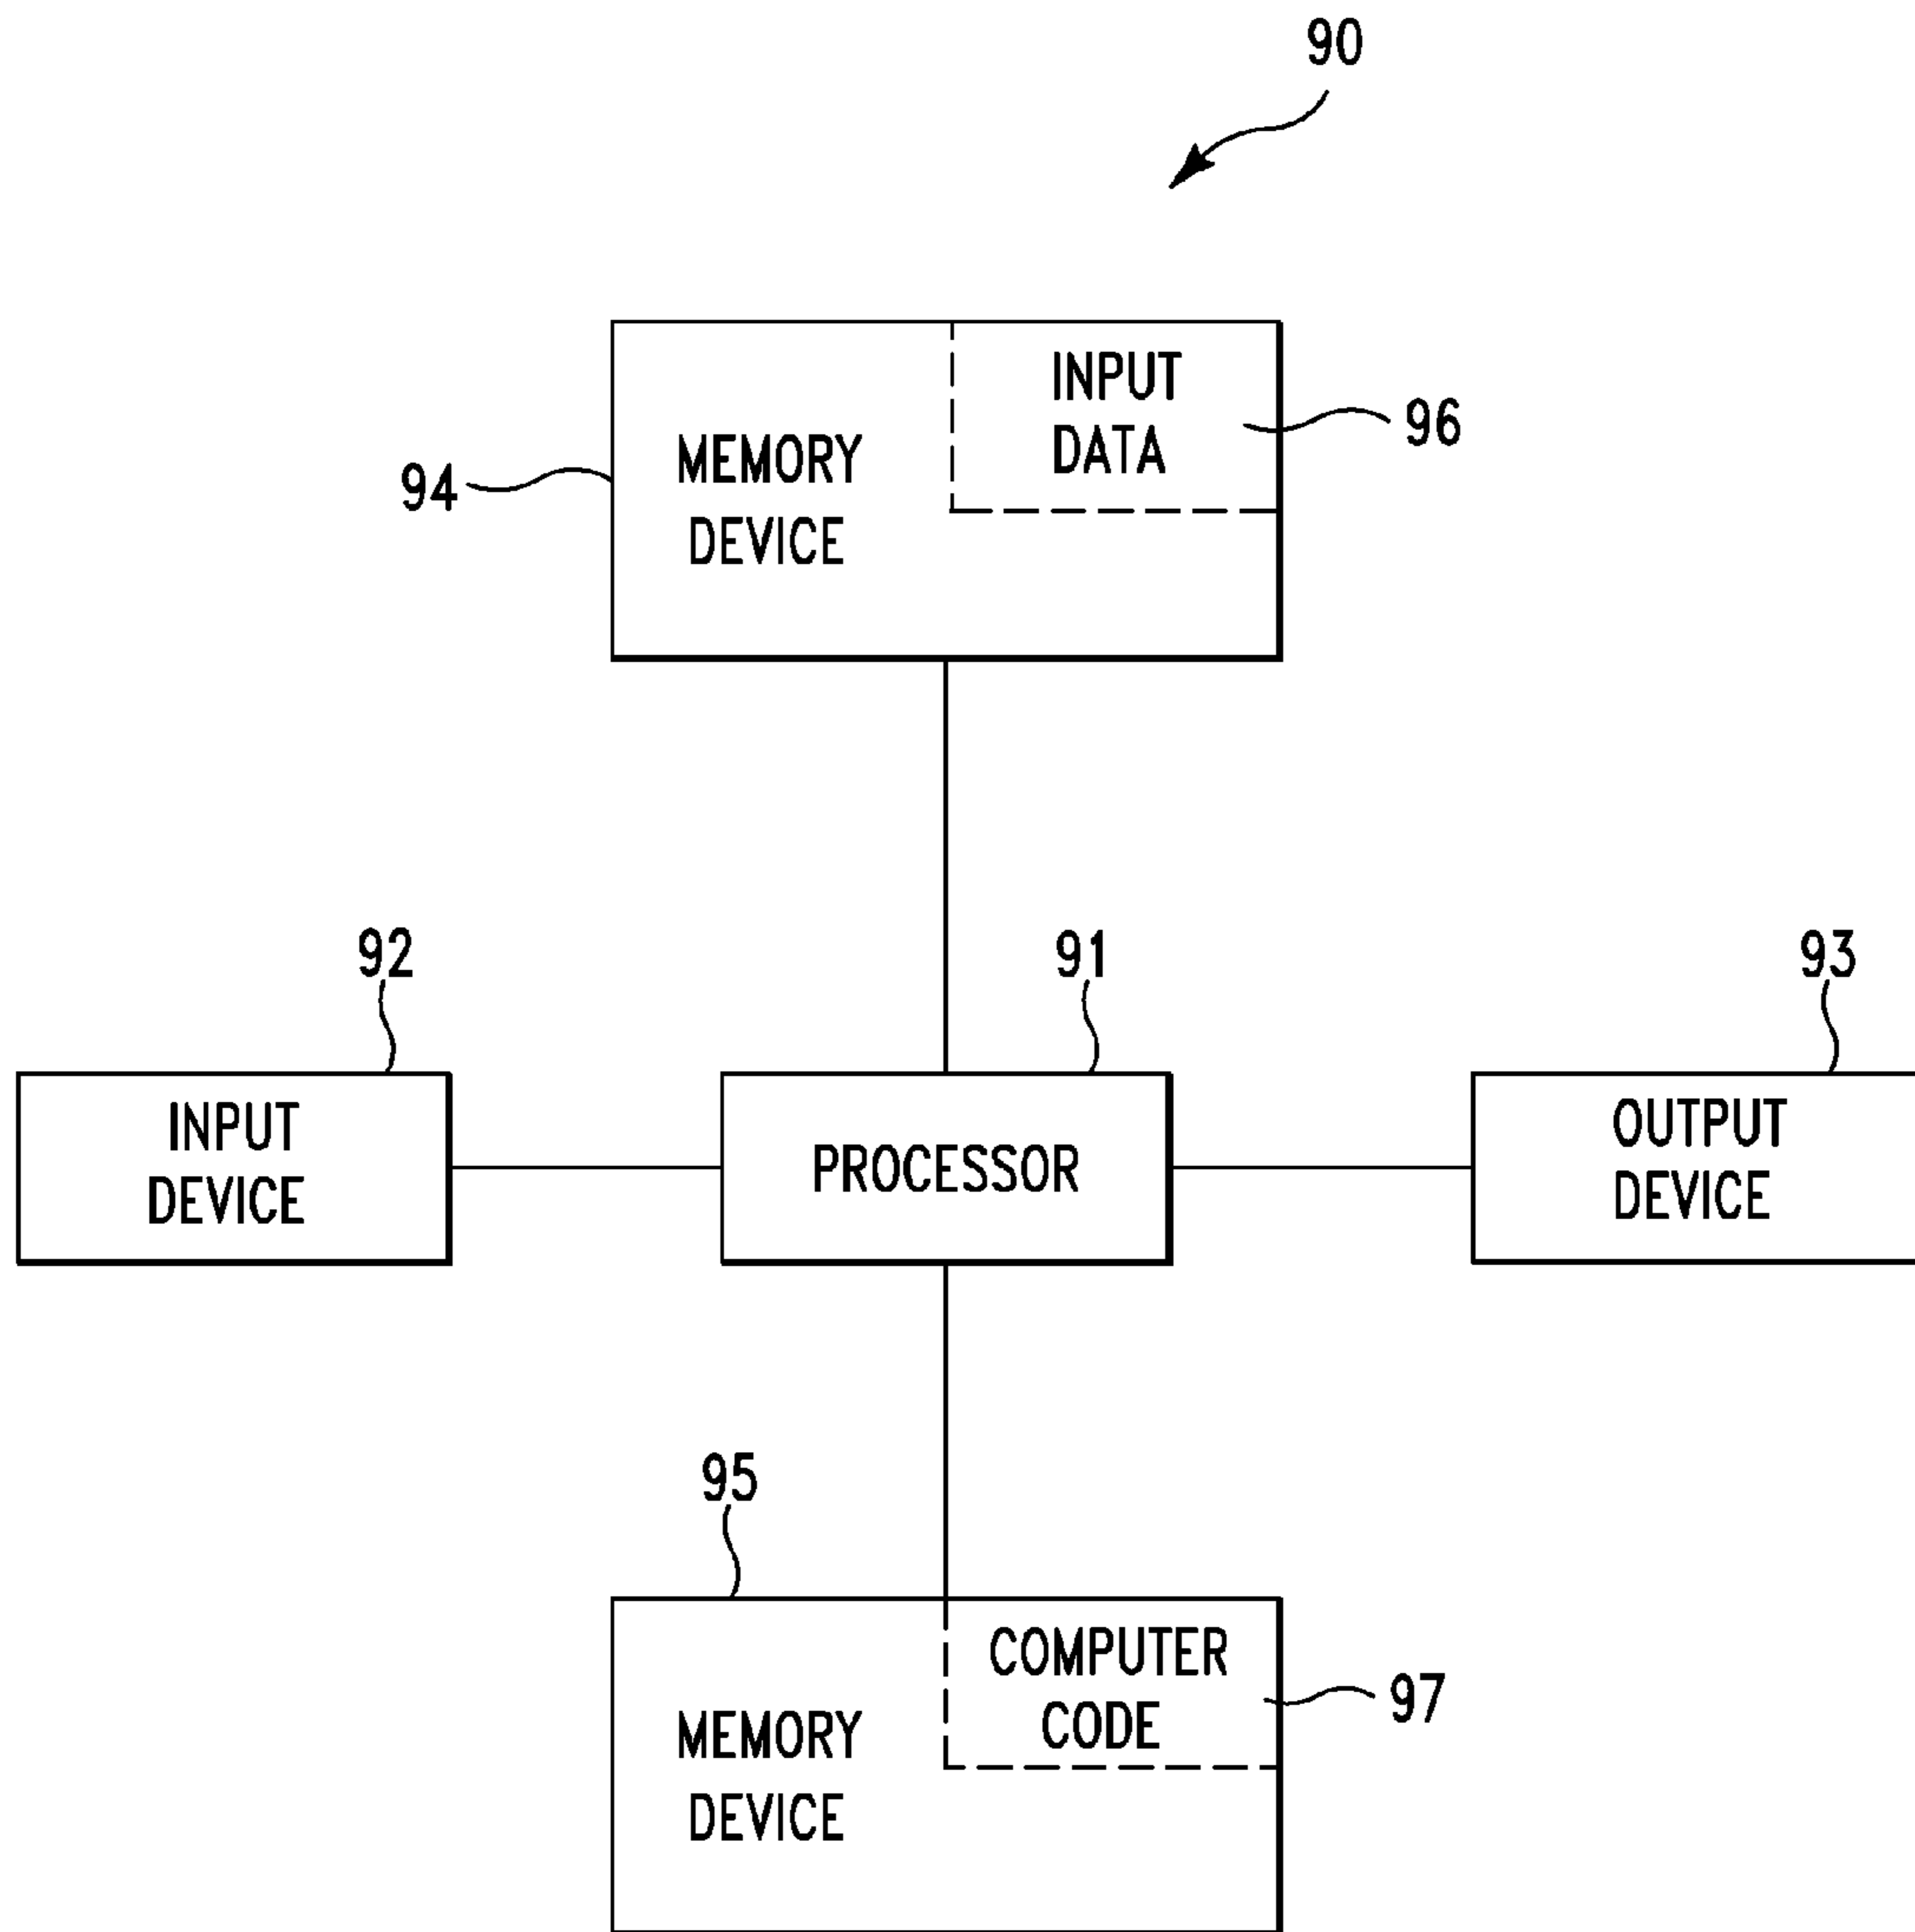 90
INPUT
DATA
96
94
MEMORY
DEVICE
92
91
93
INPUT
DEVICE
PROCESSOR
OUTPUT
DEVICE
95
COMPUTER
CODE
97
MEMORY
DEVICE